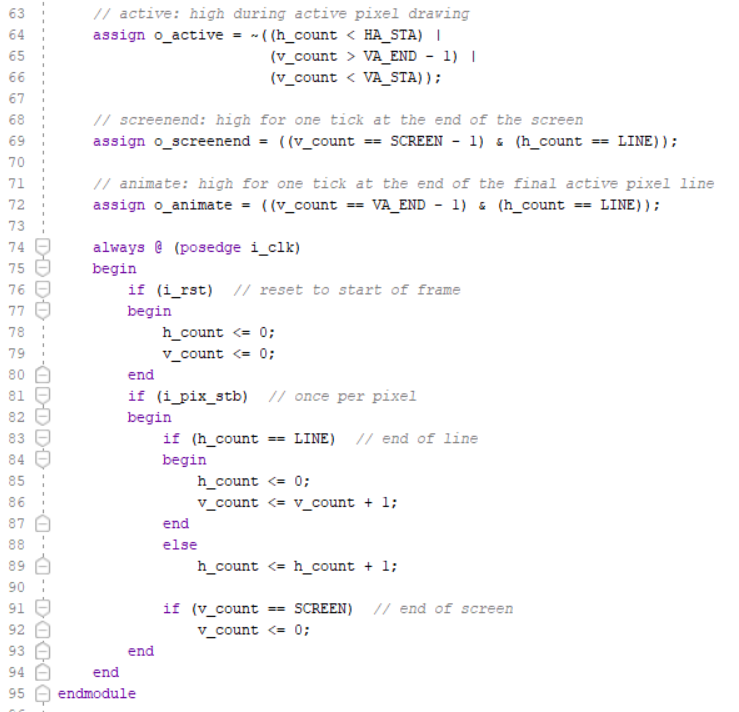 63 // active: high during active pixel drawing
64 assign o_active = ~((h_count < HA_STA) |
65 (v_count > VA_END - 1) |
66 (v_count < VA_STA));
67
68 // screenend: high for one tick at the end of the screen
69 assign o_screenend = ((v_count == SCREEN - 1) & (h_count == LINE));
70
71 // animate: high for one tick at the end of the final active pixel line
72 assign o_animate = ((v_count == VA_END - 1) & (h_count == LINE));
73
74 always @ (posedge i_clk)
75 begin
76 if (i_rst) // reset to start of frame
77 begin
78 h_count <= 0;
79 v_count <= 0;
80 end
81 if (i_pix_stb) // once per pixel
82 begin
83 if (h_count == LINE) // end of line
84 begin
85 h_count <= 0;
86 v_count <= v_count + 1;
87 end
88 else
89 h_count <= h_count + 1;
90
91 if (v_count == SCREEN) // end of screen
92 v_count <= 0;
93 end
94 end
95 endmodule